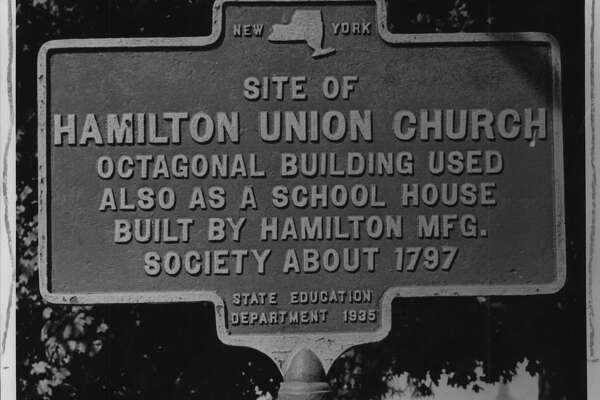 NEW YORK
SITE OF
HAMILTON UNION CHURCH
OCTAGONAL BUILDING USED
ALSO AS A SCHOOL HOUSE
BUILT BY HAMILTON MFG.
SOCIETY ABOUT 1797
STATE EDUCATION
DEPARTMENT 1935